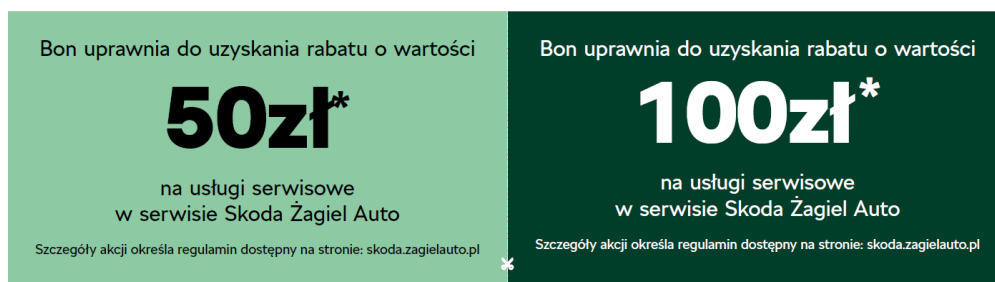 Bon uprawnia do uzyskania rabatu o wartości
50zł*
na usługi serwisowe
w serwisie Skoda Żagiel Auto
Szczegóły akcji określa regulamin dostępny na stronie: skoda.zagielauto.pl
Bon uprawnia do uzyskania rabatu o wartości
100zł*
na usługi serwisowe
w serwisie Skoda Żagiel Auto
Szczegóły akcji określa regulamin dostępny na stronie: skoda.zagielauto.pl